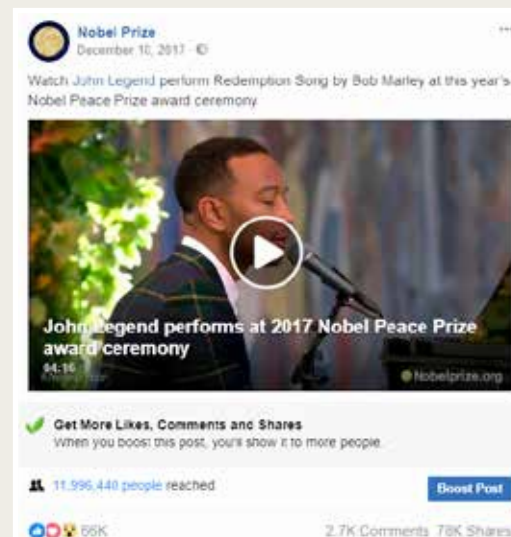 Nobel Prize
December 10, 2017
Watch John Legend perform Redemption Song by Bob Marley at this year's
Nobel Peace Prize award ceremony
John Legend performs at 2017 Nobel Peace Prize
award ceremony
04:16
Nobelprize.org
Get More Likes, Comments and Shares
When you boost this post, you'll show it to more people.
11,996,440 people reached
Boost Post
66K
2.7K Comments 78K Shares